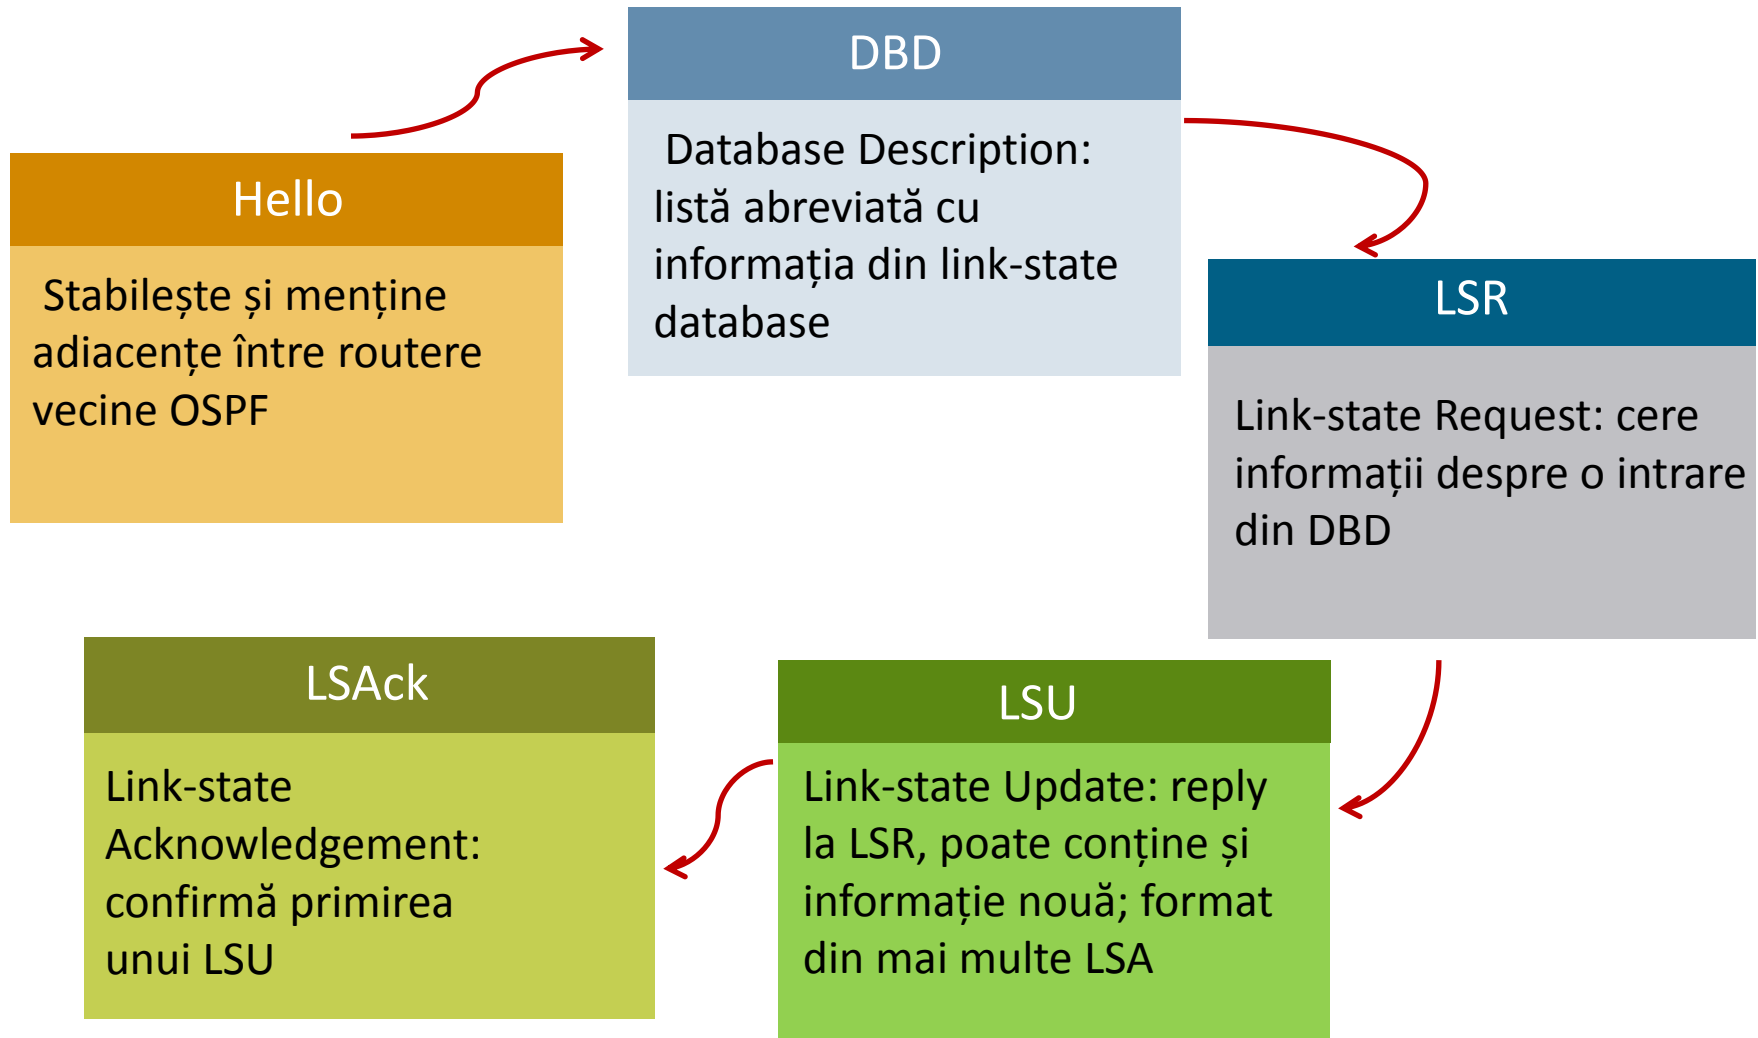 Hello
Stabilește și menține
adiacențe între routere
vecine OSPF
DBD
Database Description:
listă abreviată cu
informația din link-state
database
LSR
Link-state Request: cere
informații despre o intrare
din DBD
LSU
Link-state Update: reply
la LSR, poate conține și
informație nouă; format
din mai multe LSA
LSAck
Link-state
Acknowledgement:
confirmă primirea
unui LSU